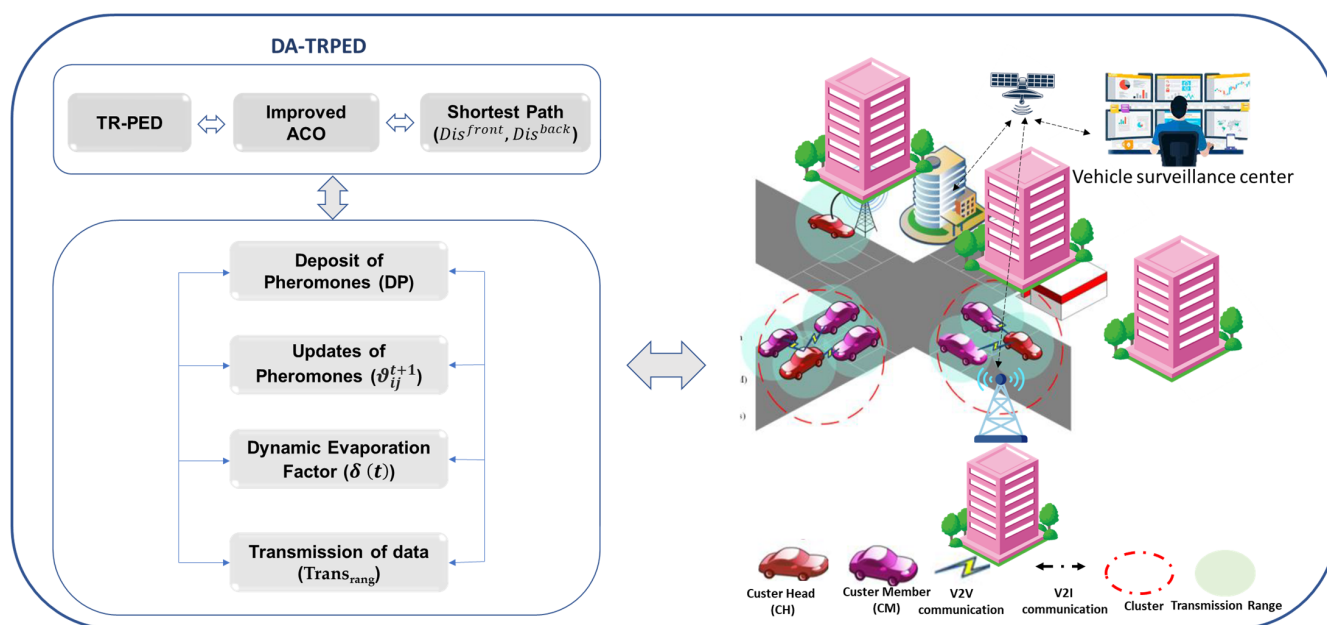 DA-TRPED
TR-PED
Improved
ACO
Shortest Path
(Dis^front, Dis^back)
Deposit of
Pheromones (DP)
Updates of
Pheromones (ϑ_ij^t+1)
Dynamic Evaporation
Factor (δ (t))
Transmission of data
(Trans_rang)
Vehicle surveillance center
Custer Head
(CH)
Custer Member
(CM)
V2V
communication
V2I
communication
Cluster
Transmission Range